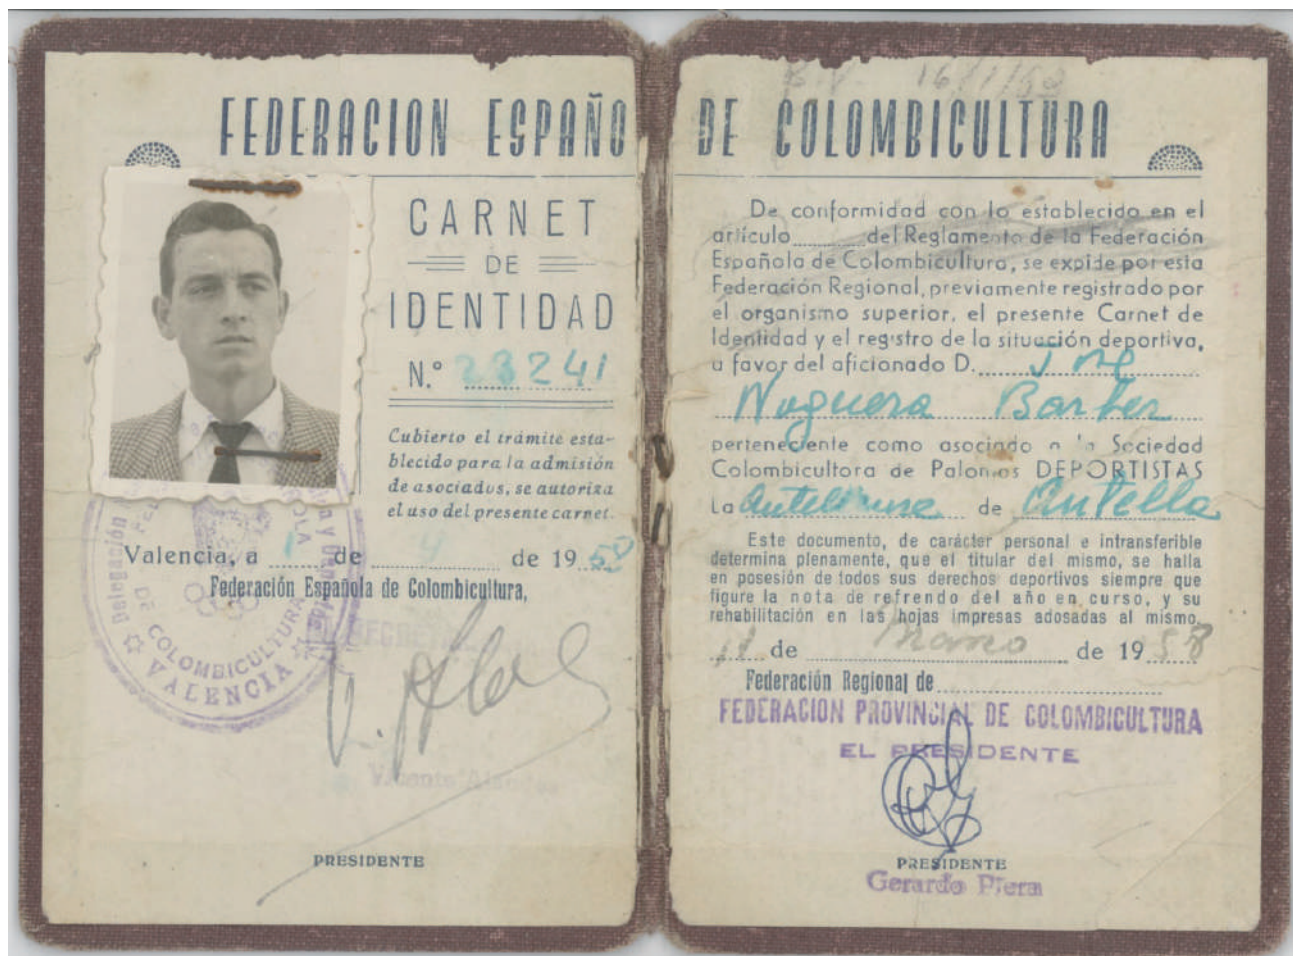 FEDERACION ESPAÑO
CARNET
DE
IDENTIDAD
N.º 23241
Cubierto el trámite esta-
blecido para la admisión
de asociados, se autoriza
el uso del presente carnet.
Valencia, a 1 de 4 de 1958
Federación Española de Colombicultura,
Delegación
DE COLOMBICULTURA
VALENCIA
PRESIDENTE
16/1/
DE COLOMBICULTURA
De conformidad con lo establecido en el
artículo del Reglamento de la Federación
Española de Colombicultura, se expide por esta
Federación Regional, previamente registrado por
el organismo superior, el presente Carnet de
Identidad y el registro de la situación deportiva,
a favor del aficionado D. José
Noguera Barber
perteneciente como asociado a la Sociedad
Colombicultora de Palomos DEPORTISTAS
La Antellense de Antella
Este documento, de carácter personal e intransferible
determina plenamente, que el titular del mismo, se halla
en posesión de todos sus derechos deportivos siempre que
figure la nota de refrendo del año en curso, y su
rehabilitación en las hojas impresas adosadas al mismo.
de Marzo de 1958
Federación Regional de
FEDERACION PROVINCIAL DE COLOMBICULTURA
EL PRESIDENTE
PRESIDENTE
Gerardo Piera